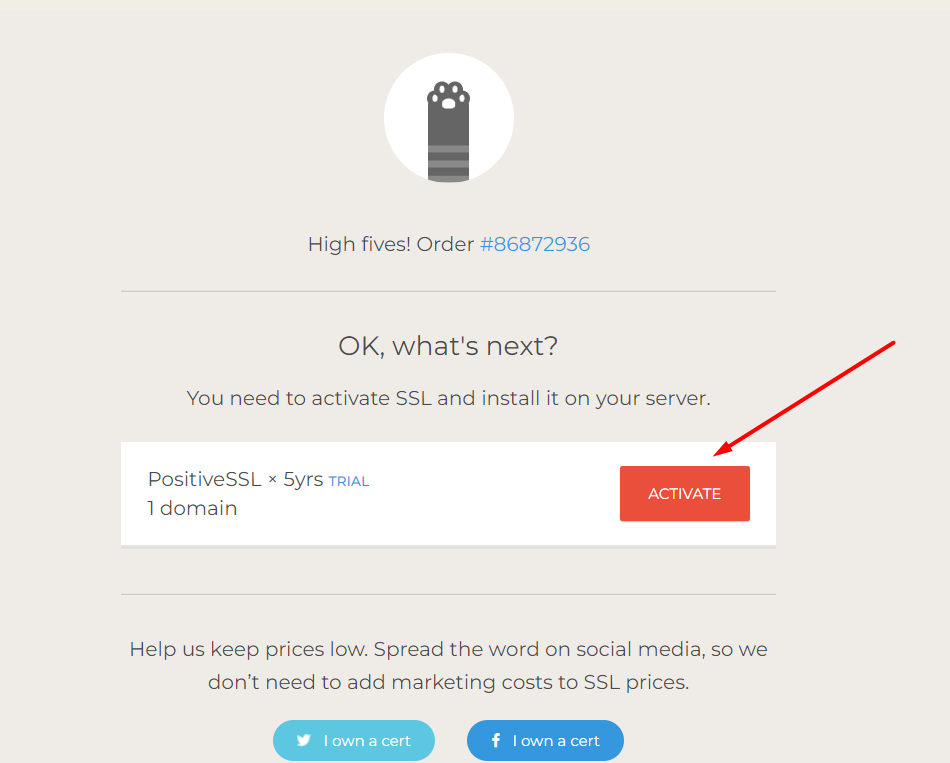 High fives! Order #86872936
OK, what's next?
You need to activate SSL and install it on your server.
PositiveSSL × 5yrs TRIAL
1 domain
ACTIVATE
Help us keep prices low. Spread the word on social media, so we
don’t need to add marketing costs to SSL prices.
I own a cert
I own a cert